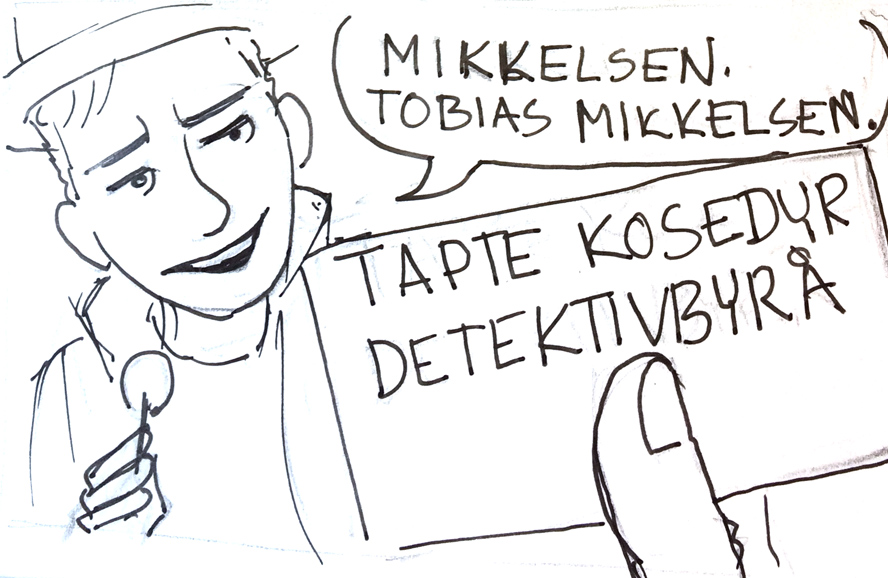 MIKKELSEN.
TOBIAS MIKKELSEN.
TAPTE KOSEDYR
DETEKTIVBYRÅ